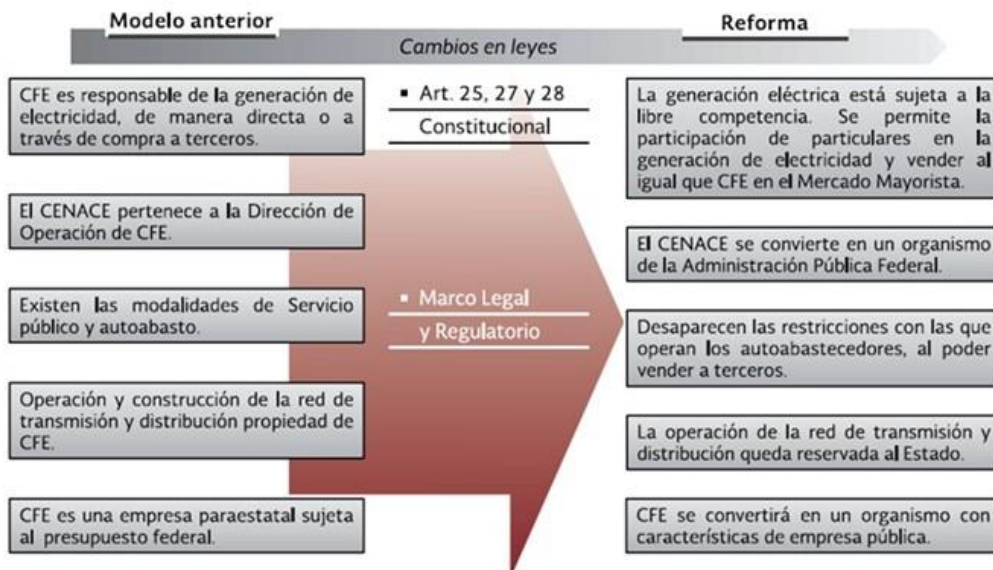 Modelo anterior
Reforma
Cambios en leyes
CFE es responsable de la generación de
electricidad, de manera directa o a
través de compra a terceros.
El CENACE pertenece a la Dirección de
Operación de CFE.
Existen las modalidades de Servicio
público y autoabasto.
Operación y construcción de la red de
transmisión y distribución propiedad de
CFE.
CFE es una empresa paraestatal sujeta
al presupuesto federal.
▪ Art. 25, 27 y 28
Constitucional
▪ Marco Legal
y Regulatorio
La generación eléctrica está sujeta a la
libre competencia. Se permite la
participación de particulares en la
generación de electricidad y vender al
igual que CFE en el Mercado Mayorista.
El CENACE se convierte en un organismo
de la Administración Pública Federal.
Desaparecen las restricciones con las que
operan los autoabastecedores, al poder
vender a terceros.
La operación de la red de transmisión y
distribución queda reservada al Estado.
CFE se convertirá en un organismo con
características de empresa pública.